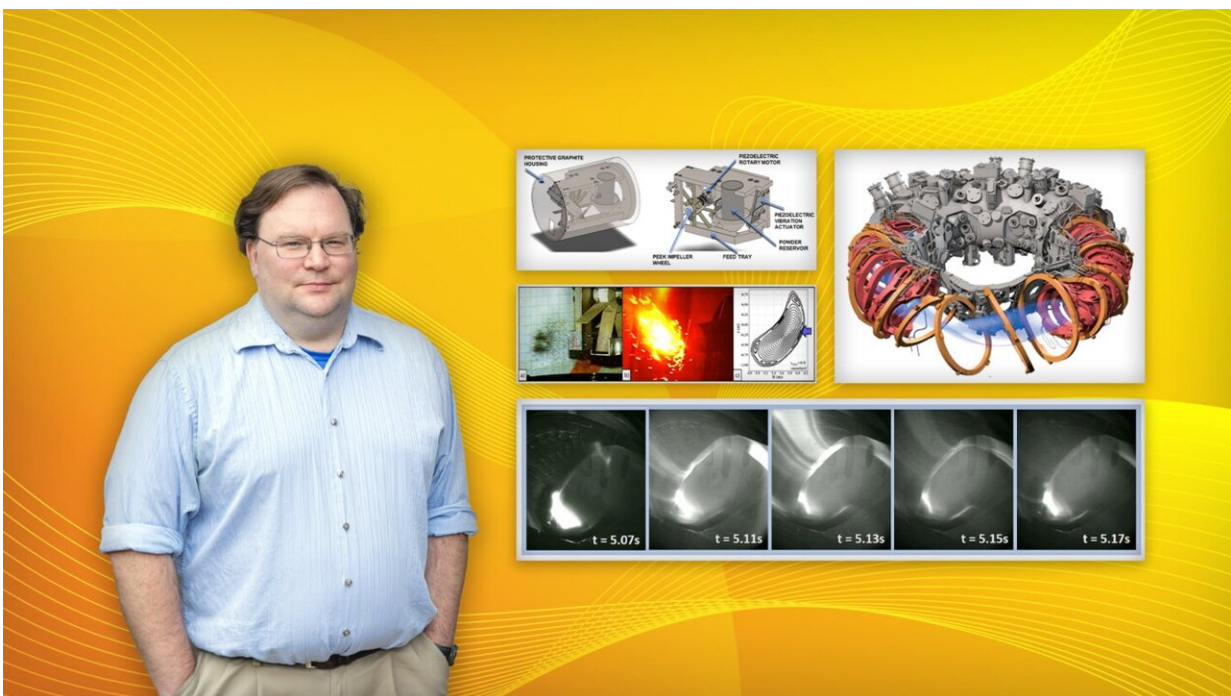 PROTECTIVE GRAPHITE
HOUSING
PIEZOELECTRIC
ROTARY MOTOR
PIEZOELECTRIC
VIBRATION
ACTUATOR
POWDER
RESERVOIR
PEEK IMPELLER
WHEEL
FEED TRAY
a)
b)
t = 5.07s
t = 5.11s
t = 5.13s
t = 5.15s
t = 5.17s